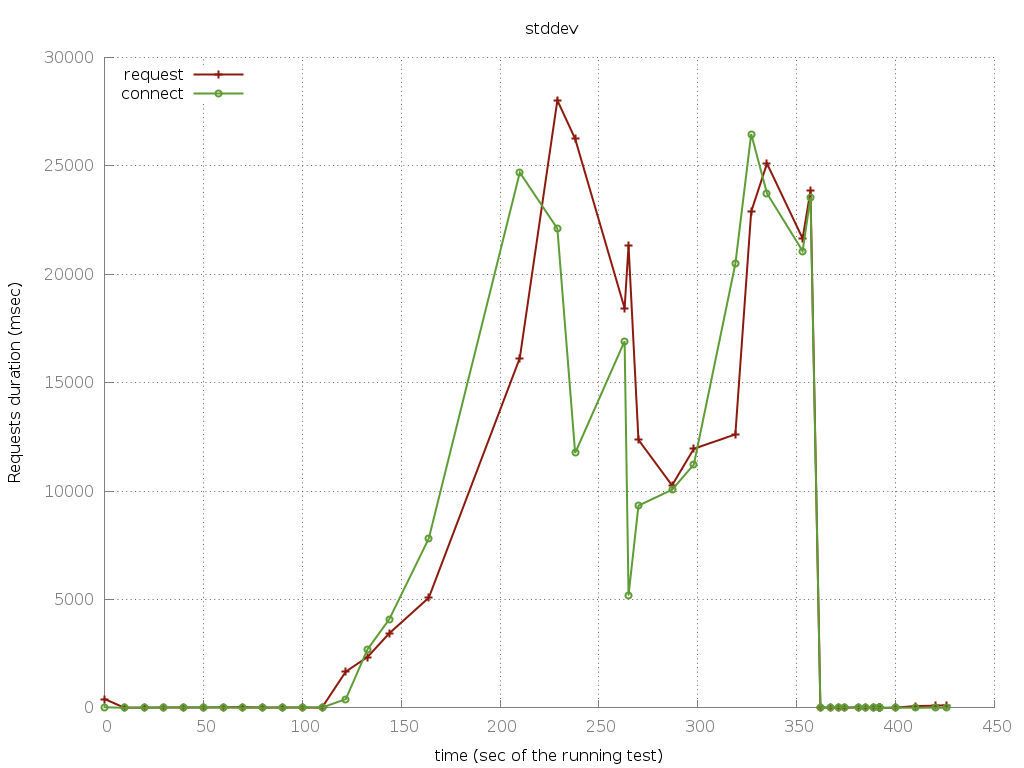 stddev
30000
request
connect
25000
20000
15000
10000
5000
0
Requests duration (msec)
0 50 100 150 200 250 300 350 400 450
time (sec of the running test)